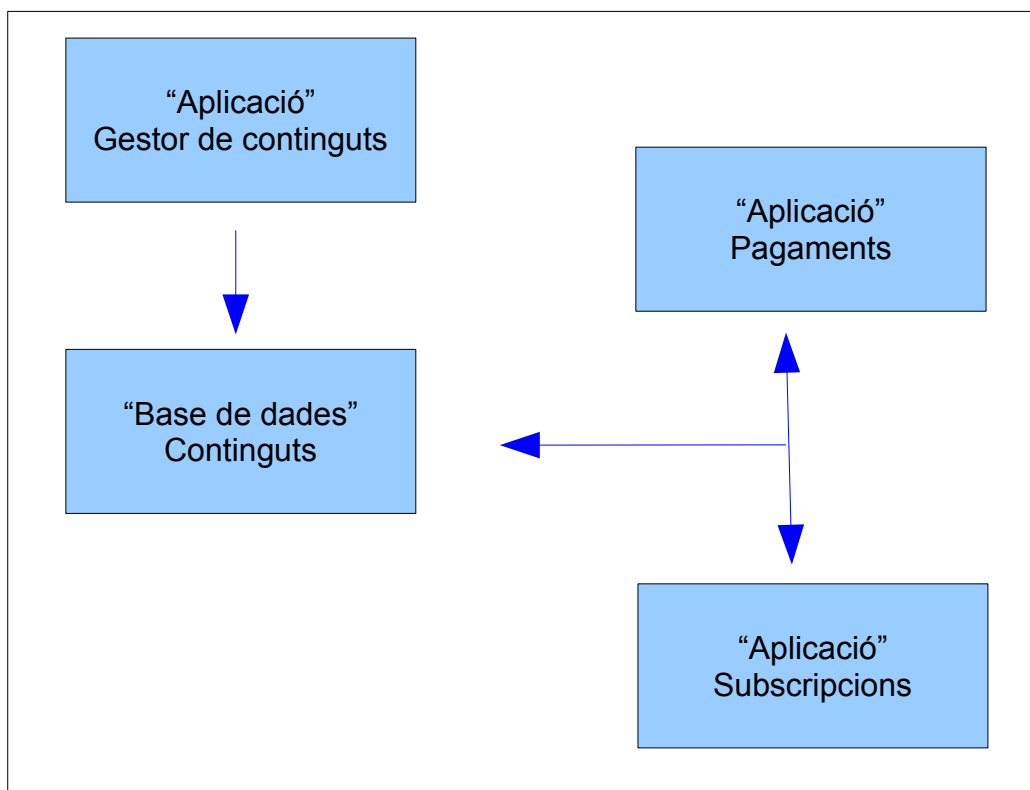 “Aplicació”
Gestor de continguts
“Aplicació”
Pagaments
“Base de dades”
Continguts
“Aplicació”
Subscripcions